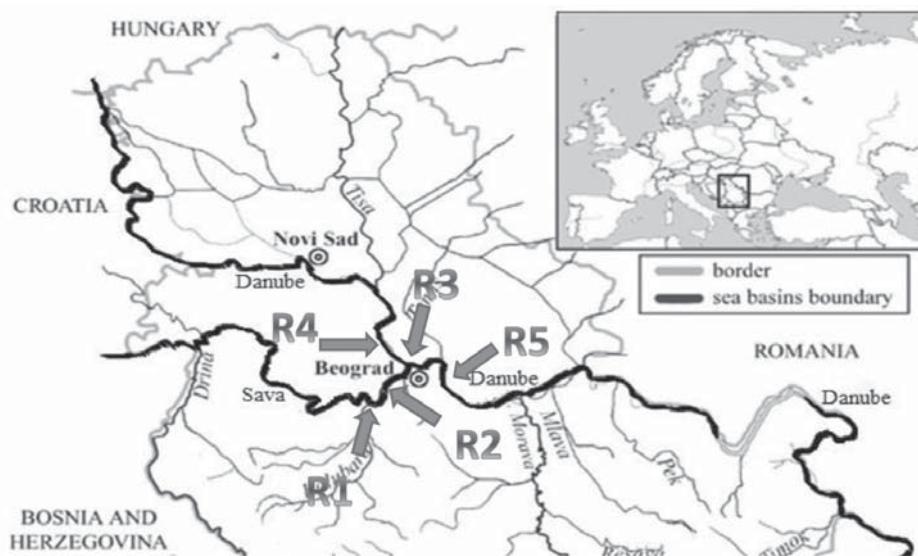 HUNGARY
CROATIA
Novi Sad
Tisa
Danube
border
sea basins boundary
R3
R4
R5
Beograd
Danube
ROMANIA
Danube
Drina
Sava
R2
R1
Morava
Mlava
Pek
BOSNIA AND
HERZEGOVINA